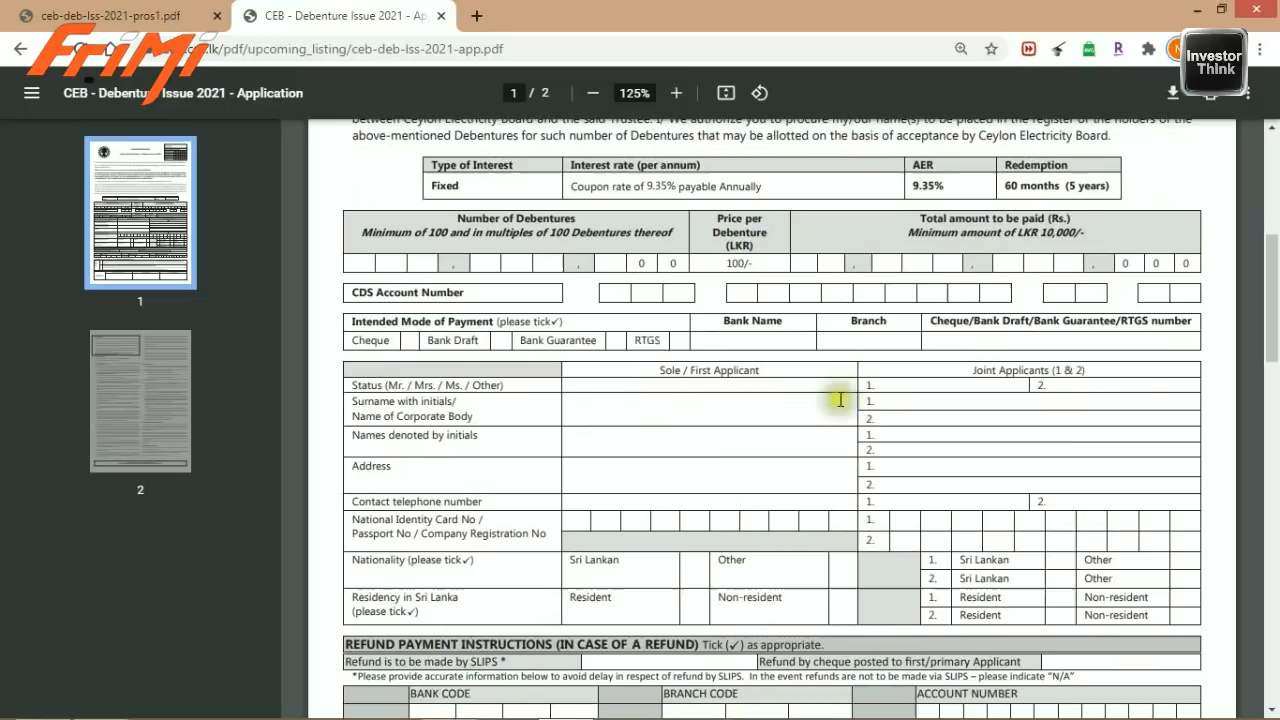 ceb-deb-Iss-2021-pros1.pdf
CEB - Debenture Issue 2021 - Ap
.lk/pdf/upcoming_listing/ceb-deb-Iss-2021-app.pdf
FriMi
Investor
Think
CEB - Debenture Issue 2021 - Application
1 / 2
125%
between Ceylon Electricity Board and the said Trustee. I/ We authorize you to procure my/our name(s) to be placed in the register of the holders of the
above-mentioned Debentures for such number of Debentures that may be allotted on the basis of acceptance by Ceylon Electricity Board.
Type of Interest Interest rate (per annum) AER Redemption
Fixed Coupon rate of 9.35% payable Annually 9.35% 60 months (5 years)
Number of Debentures Price per Total amount to be paid (Rs.)
Minimum of 100 and in multiples of 100 Debentures thereof Debenture Minimum amount of LKR 10,000/-
(LKR)
, , 0 0 100/- , , , 0 0 0
CDS Account Number
Intended Mode of Payment (please tick✓) Bank Name Branch Cheque/Bank Draft/Bank Guarantee/RTGS number
Cheque Bank Draft Bank Guarantee RTGS
Sole / First Applicant Joint Applicants (1 & 2)
Status (Mr. / Mrs. / Ms. / Other) 1. 2.
Surname with initials/ 1.
Name of Corporate Body 2.
Names denoted by initials 1.
2.
Address 1.
2.
Contact telephone number 1. 2.
National Identity Card No / 1.
Passport No / Company Registration No 2.
Nationality (please tick✓) Sri Lankan Other 1. Sri Lankan Other
2. Sri Lankan Other
Residency in Sri Lanka Resident Non-resident 1. Resident Non-resident
(please tick✓) 2. Resident Non-resident
REFUND PAYMENT INSTRUCTIONS (IN CASE OF A REFUND) Tick (✓) as appropriate.
Refund is to be made by SLIPS * Refund by cheque posted to first/primary Applicant
*Please provide accurate information below to avoid delay in respect of refund by SLIPS. In the event refunds are not to be made via SLIPS – please indicate "N/A"
BANK CODE BRANCH CODE ACCOUNT NUMBER
1
2